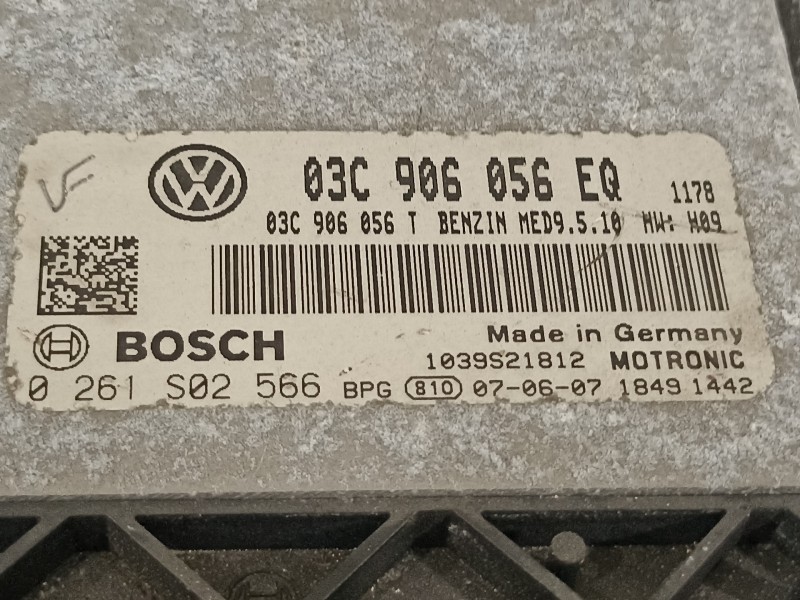 VF
03C 906 056 EQ 1178
03C 906 056 T BENZIN MED9.5.10 HW: H09
BOSCH
Made in Germany
1039S21812 MOTRONIC
0 261 S02 566 BPG 810 07-06-07 1849 1442